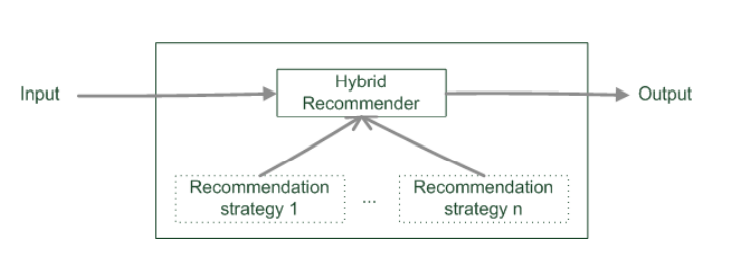 Hybrid
Input
Recommender
Output
Recommendation
strategy 1
...
Recommendation
strategy n